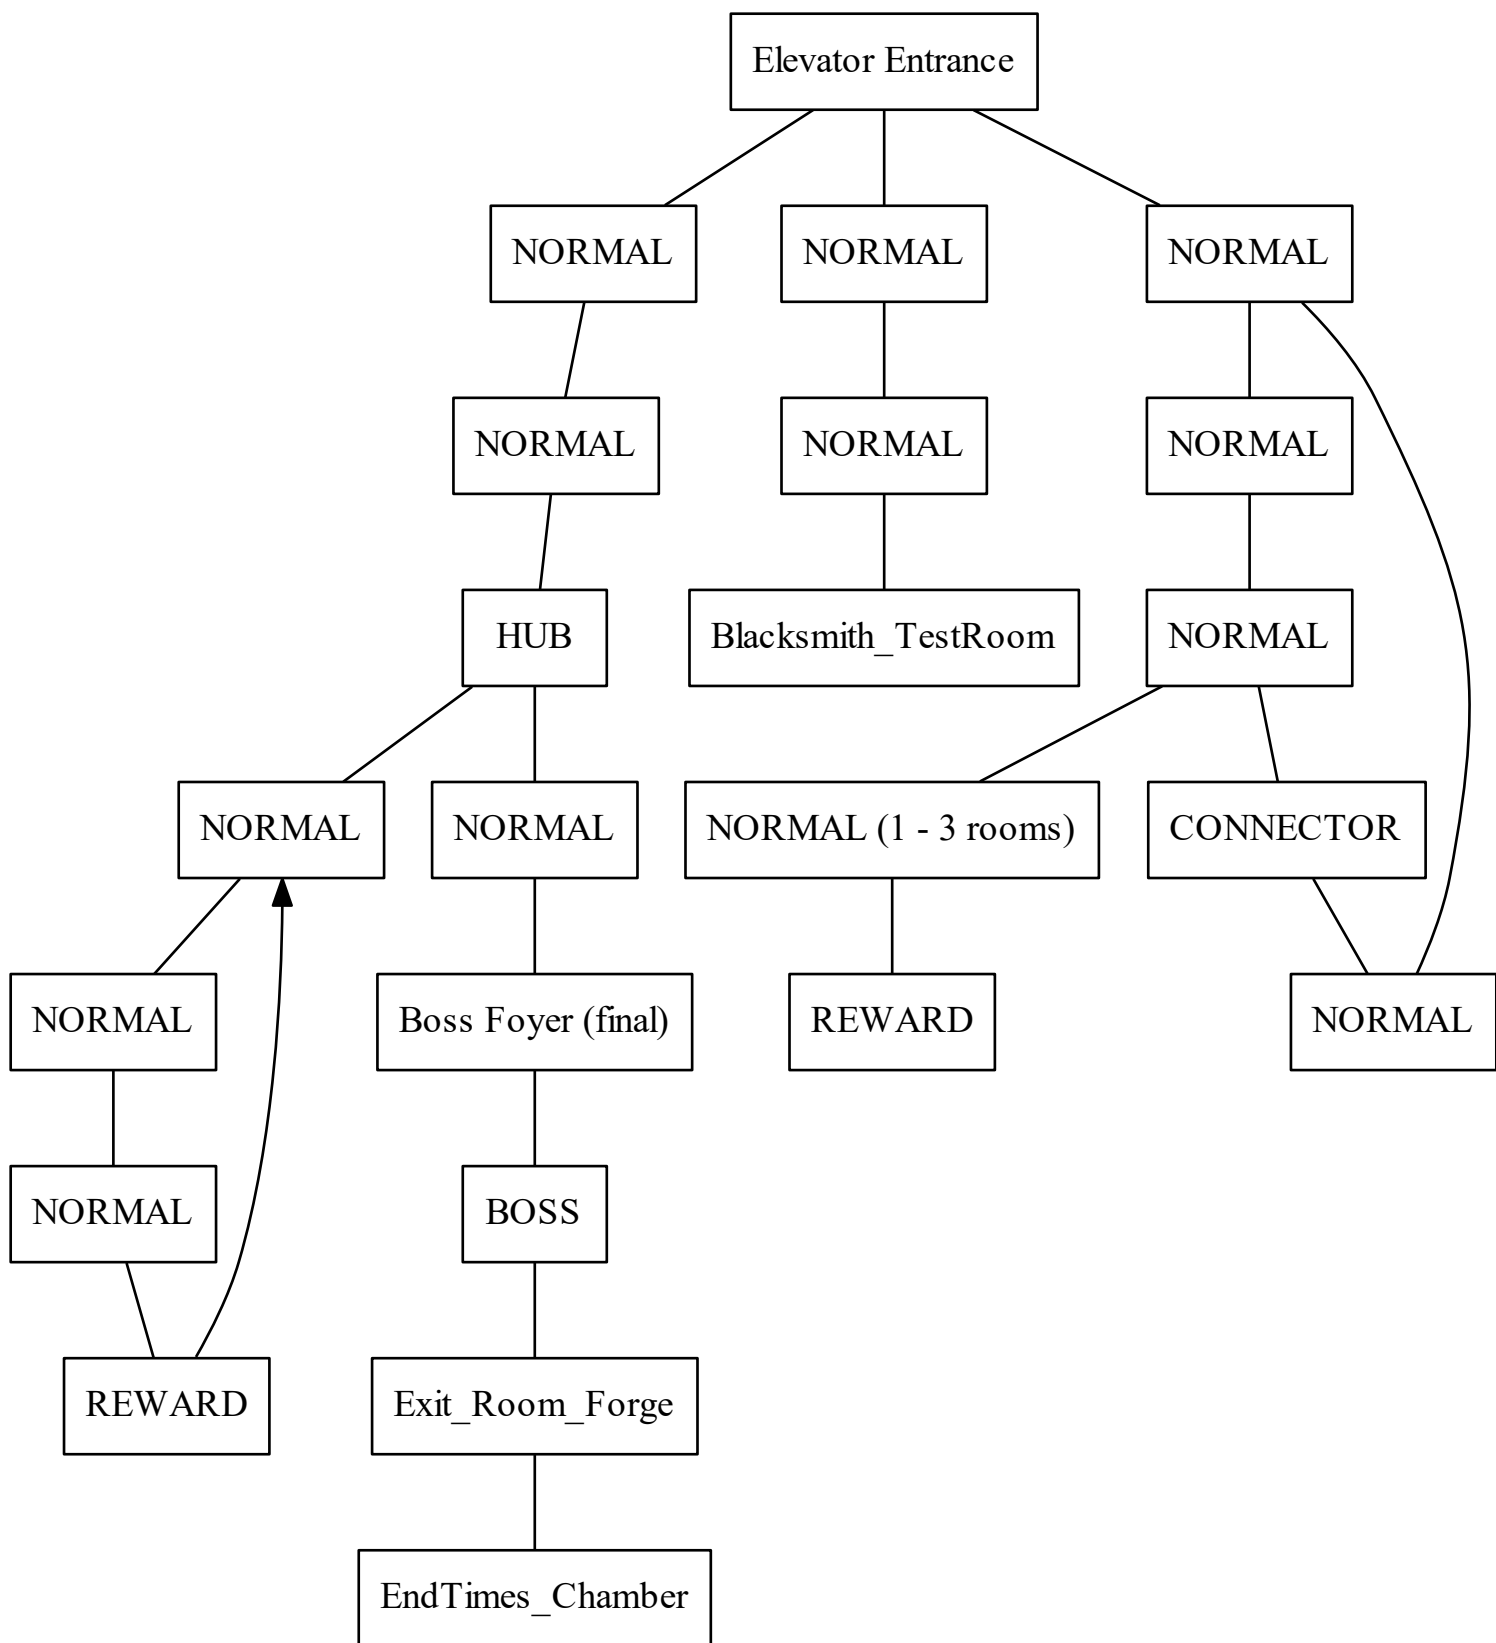 Elevator Entrance
NORMAL
NORMAL
NORMAL
NORMAL
NORMAL
NORMAL
HUB
Blacksmith_TestRoom
NORMAL
NORMAL
NORMAL
NORMAL (1 - 3 rooms)
CONNECTOR
NORMAL
Boss Foyer (final)
REWARD
NORMAL
NORMAL
BOSS
REWARD
Exit_Room_Forge
EndTimes_Chamber